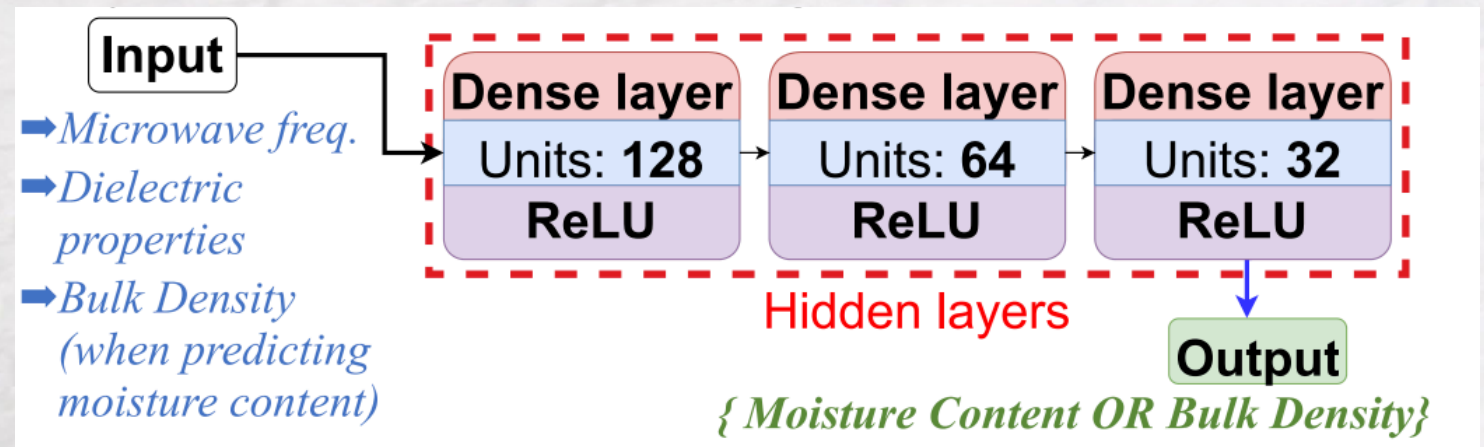 Input
➡Microwave freq.
➡Dielectric
properties
➡Bulk Density
(when predicting
moisture content)
Dense layer
Units: 128
ReLU
Dense layer
Units: 64
ReLU
Dense layer
Units: 32
ReLU
Hidden layers
Output
{ Moisture Content OR Bulk Density}